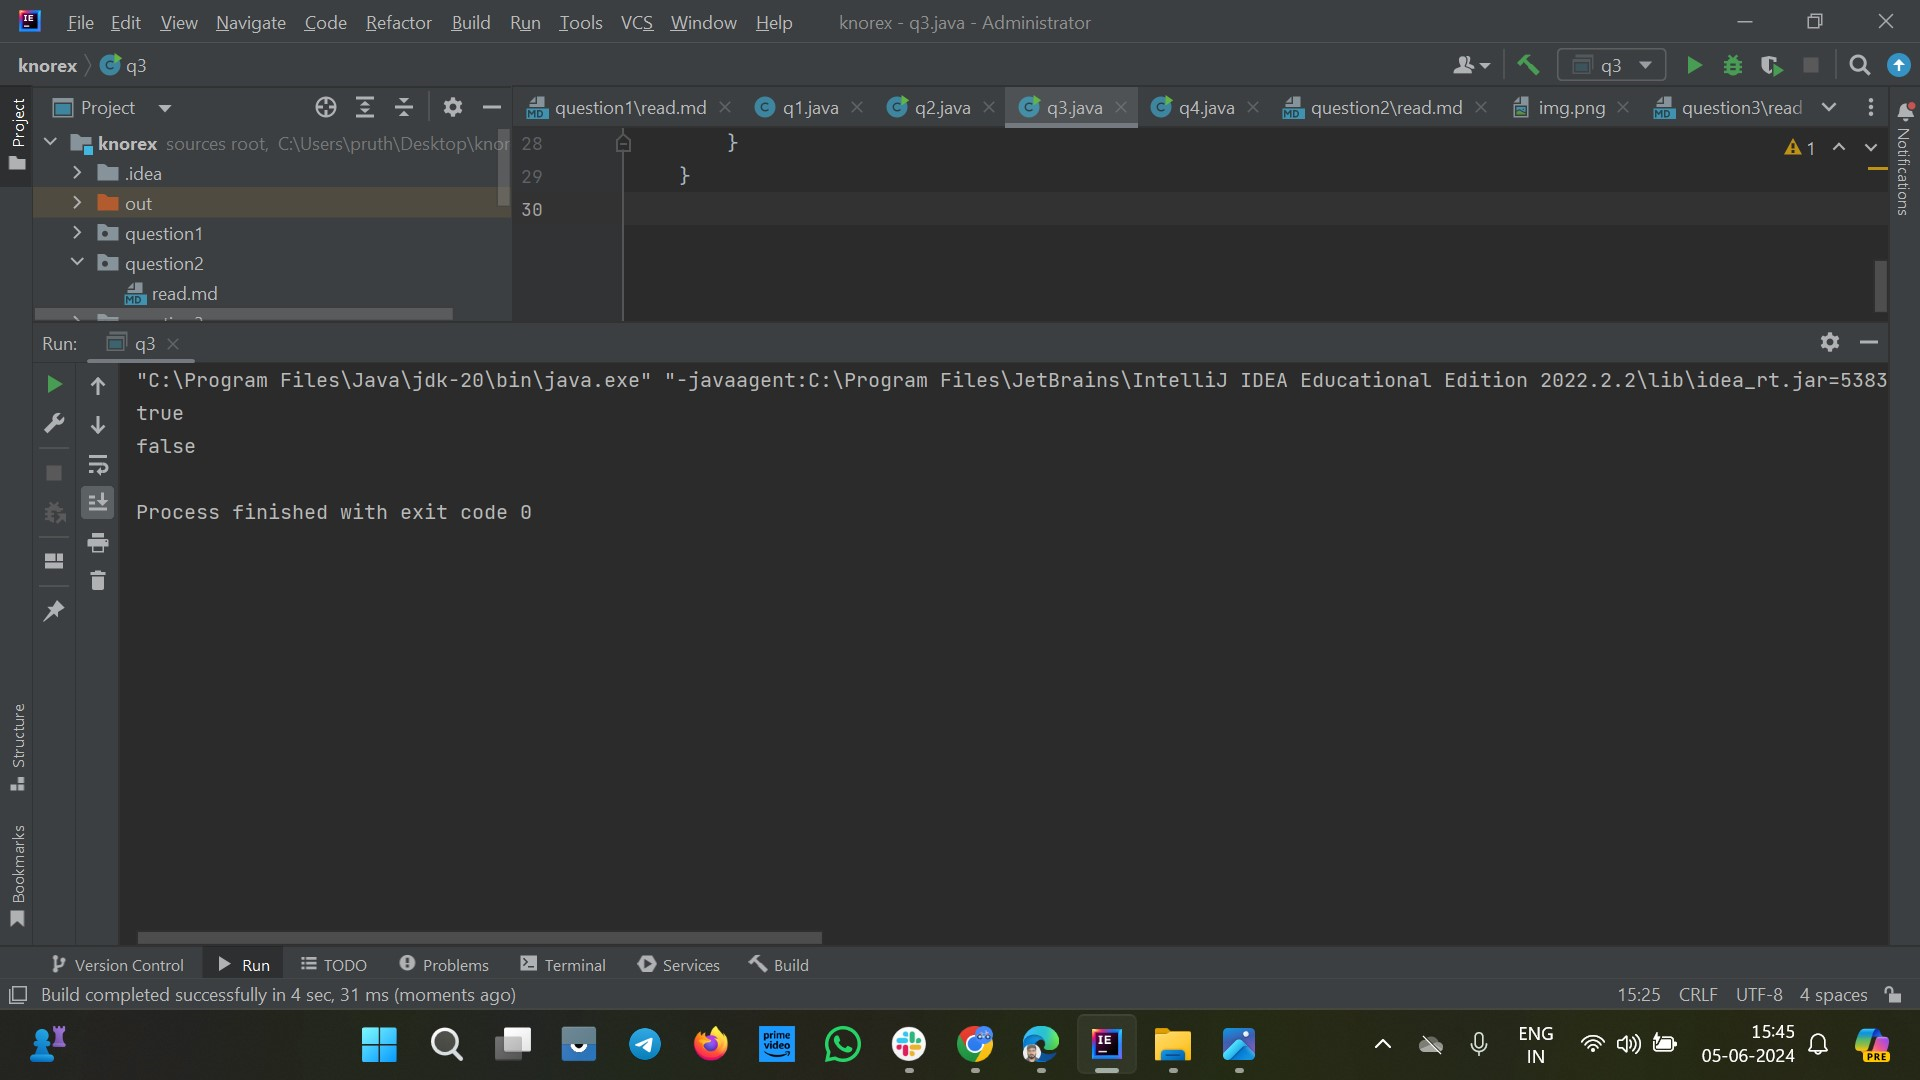 File Edit View Navigate Code Refactor Build Run Tools VCS Window Help knorex - q3.java - Administrator
knorex q3 q3
Project question1\read.md q1.java q2.java q3.java q4.java question2\read.md img.png question3\read
Project
Notifications
knorex sources root, C:\Users\pruth\Desktop\knor
.idea
out
question1
question2
read.md
28 }
29 }
30
1
Run: q3
"C:\Program Files\Java\jdk-20\bin\java.exe" "-javaagent:C:\Program Files\JetBrains\IntelliJ IDEA Educational Edition 2022.2.2\lib\idea_rt.jar=5383
true
false
Process finished with exit code 0
Structure
Bookmarks
Version Control Run TODO Problems Terminal Services Build
Build completed successfully in 4 sec, 31 ms (moments ago) 15:25 CRLF UTF-8 4 spaces
prime
video
IE
ENG
IN
15:45
05-06-2024
PRE